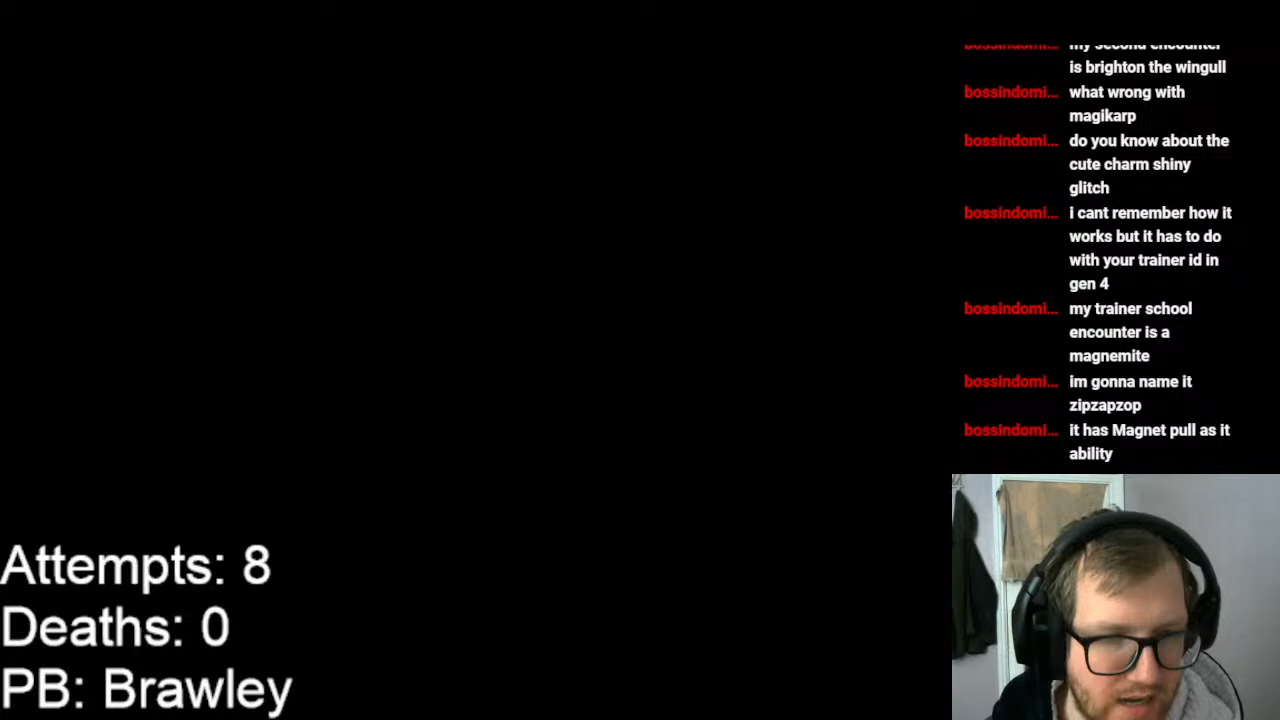 my second encounter
is brighton the wingull
bossindomi... what wrong with
magikarp
bossindomi... do you know about the
cute charm shiny
glitch
bossindomi... i cant remember how it
works but it has to do
with your trainer id in
gen 4
bossindomi... my trainer school
encounter is a
magnemite
bossindomi... im gonna name it
zipzapzop
bossindomi... it has Magnet pull as it
ability
Attempts: 8
Deaths: 0
PB: Brawley